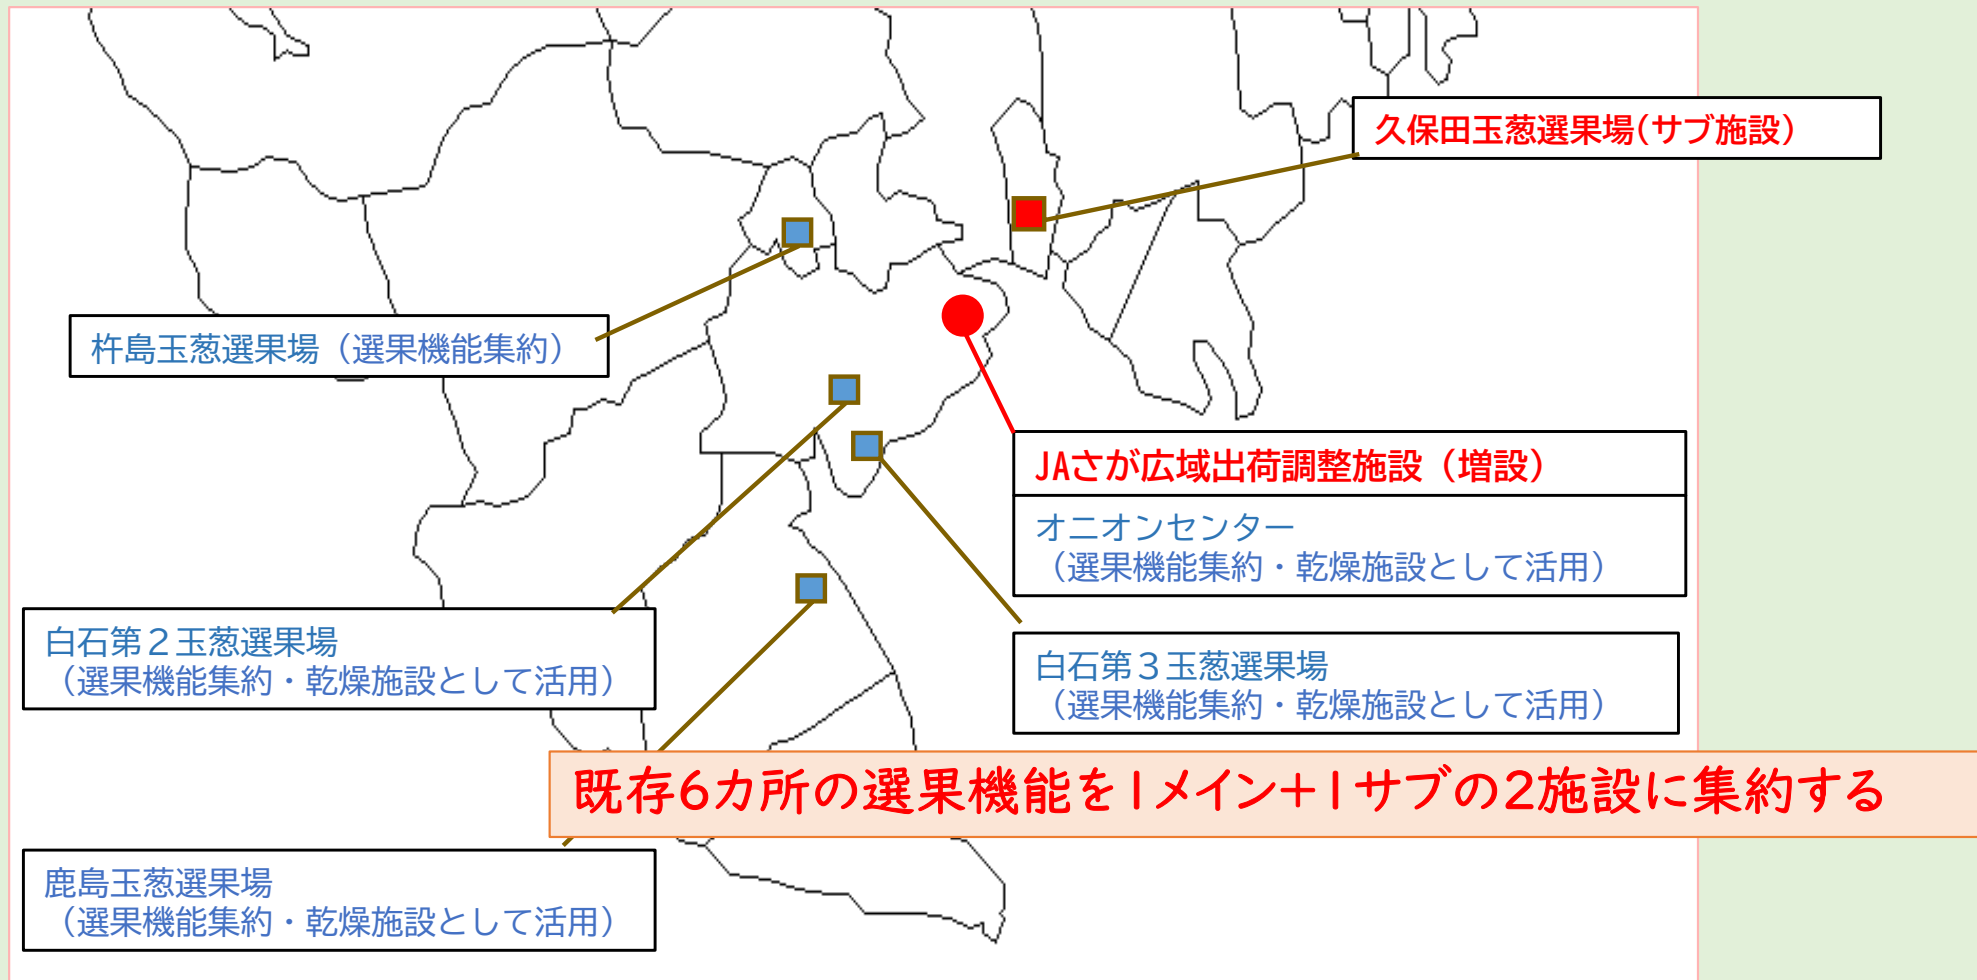 久保田玉葱選果場(サブ施設)
杵島玉葱選果場（選果機能集約）
JAさが広域出荷調整施設（増設）
オニオンセンター
（選果機能集約・乾燥施設として活用）
白石第２玉葱選果場
（選果機能集約・乾燥施設として活用）
白石第３玉葱選果場
（選果機能集約・乾燥施設として活用）
既存6カ所の選果機能を1メイン+1サブの2施設に集約する
鹿島玉葱選果場
（選果機能集約・乾燥施設として活用）